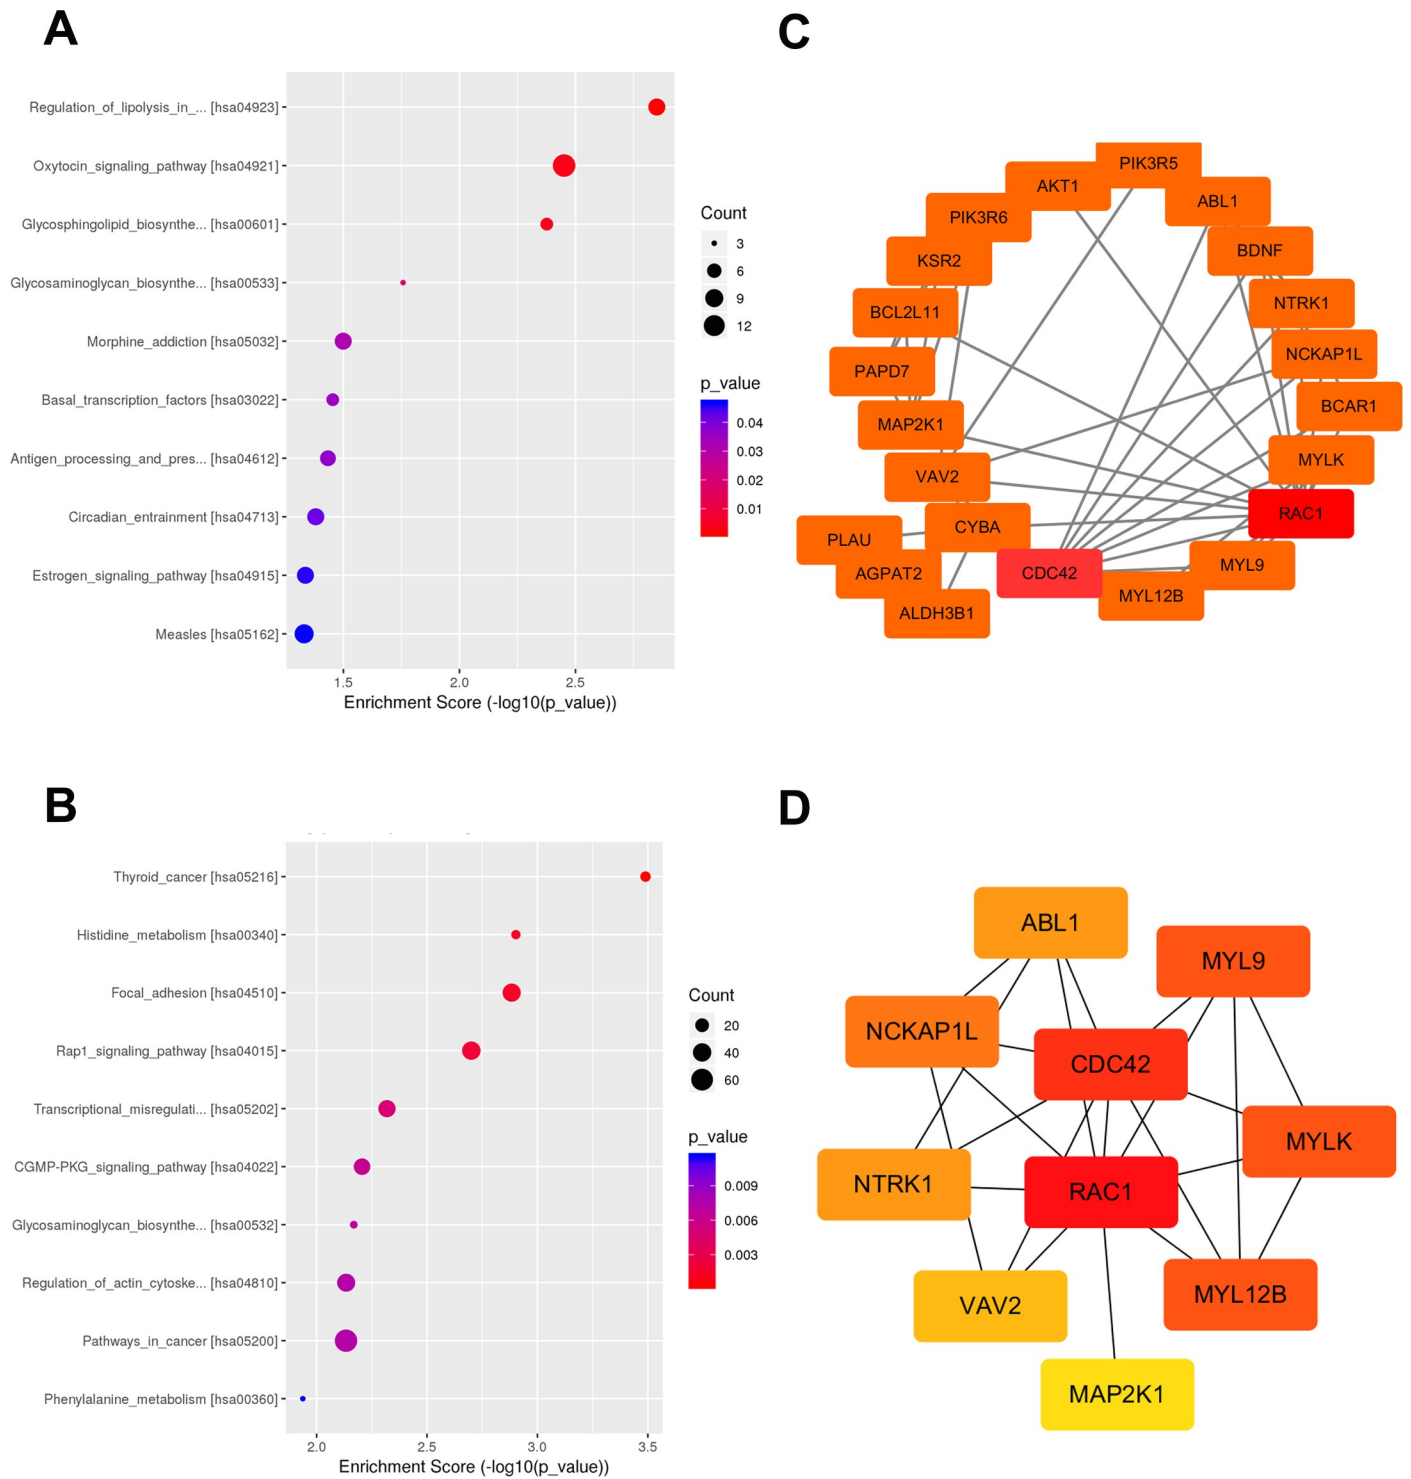 A
Regulation_of_lipolysis_in_... [hsa04923]
Oxytocin_signaling_pathway [hsa04921]
Glycosphingolipid_biosynthe... [hsa00601]
Glycosaminoglycan_biosynthe... [hsa00533]
Morphine_addiction [hsa05032]
Basal_transcription_factors [hsa03022]
Antigen_processing_and_pres... [hsa04612]
Circadian_entrainment [hsa04713]
Estrogen_signaling_pathway [hsa04915]
Measles [hsa05162]
1.5 2.0 2.5
Enrichment Score (-log10(p_value))
Count
3
6
9
12
p_value
0.04
0.03
0.02
0.01
C
PIK3R5
AKT1
ABL1
PIK3R6
BDNF
KSR2
NTRK1
BCL2L11
NCKAP1L
PAPD7
BCAR1
MAP2K1
MYLK
VAV2
RAC1
CYBA
PLAU
MYL9
AGPAT2
CDC42
MYL12B
ALDH3B1
B
Thyroid_cancer [hsa05216]
Histidine_metabolism [hsa00340]
Focal_adhesion [hsa04510]
Rap1_signaling_pathway [hsa04015]
Transcriptional_misregulati... [hsa05202]
CGMP-PKG_signaling_pathway [hsa04022]
Glycosaminoglycan_biosynthe... [hsa00532]
Regulation_of_actin_cytoske... [hsa04810]
Pathways_in_cancer [hsa05200]
Phenylalanine_metabolism [hsa00360]
2.0 2.5 3.0 3.5
Enrichment Score (-log10(p_value))
Count
20
40
60
p_value
0.009
0.006
0.003
D
ABL1
MYL9
NCKAP1L
CDC42
MYLK
NTRK1
RAC1
VAV2
MYL12B
MAP2K1